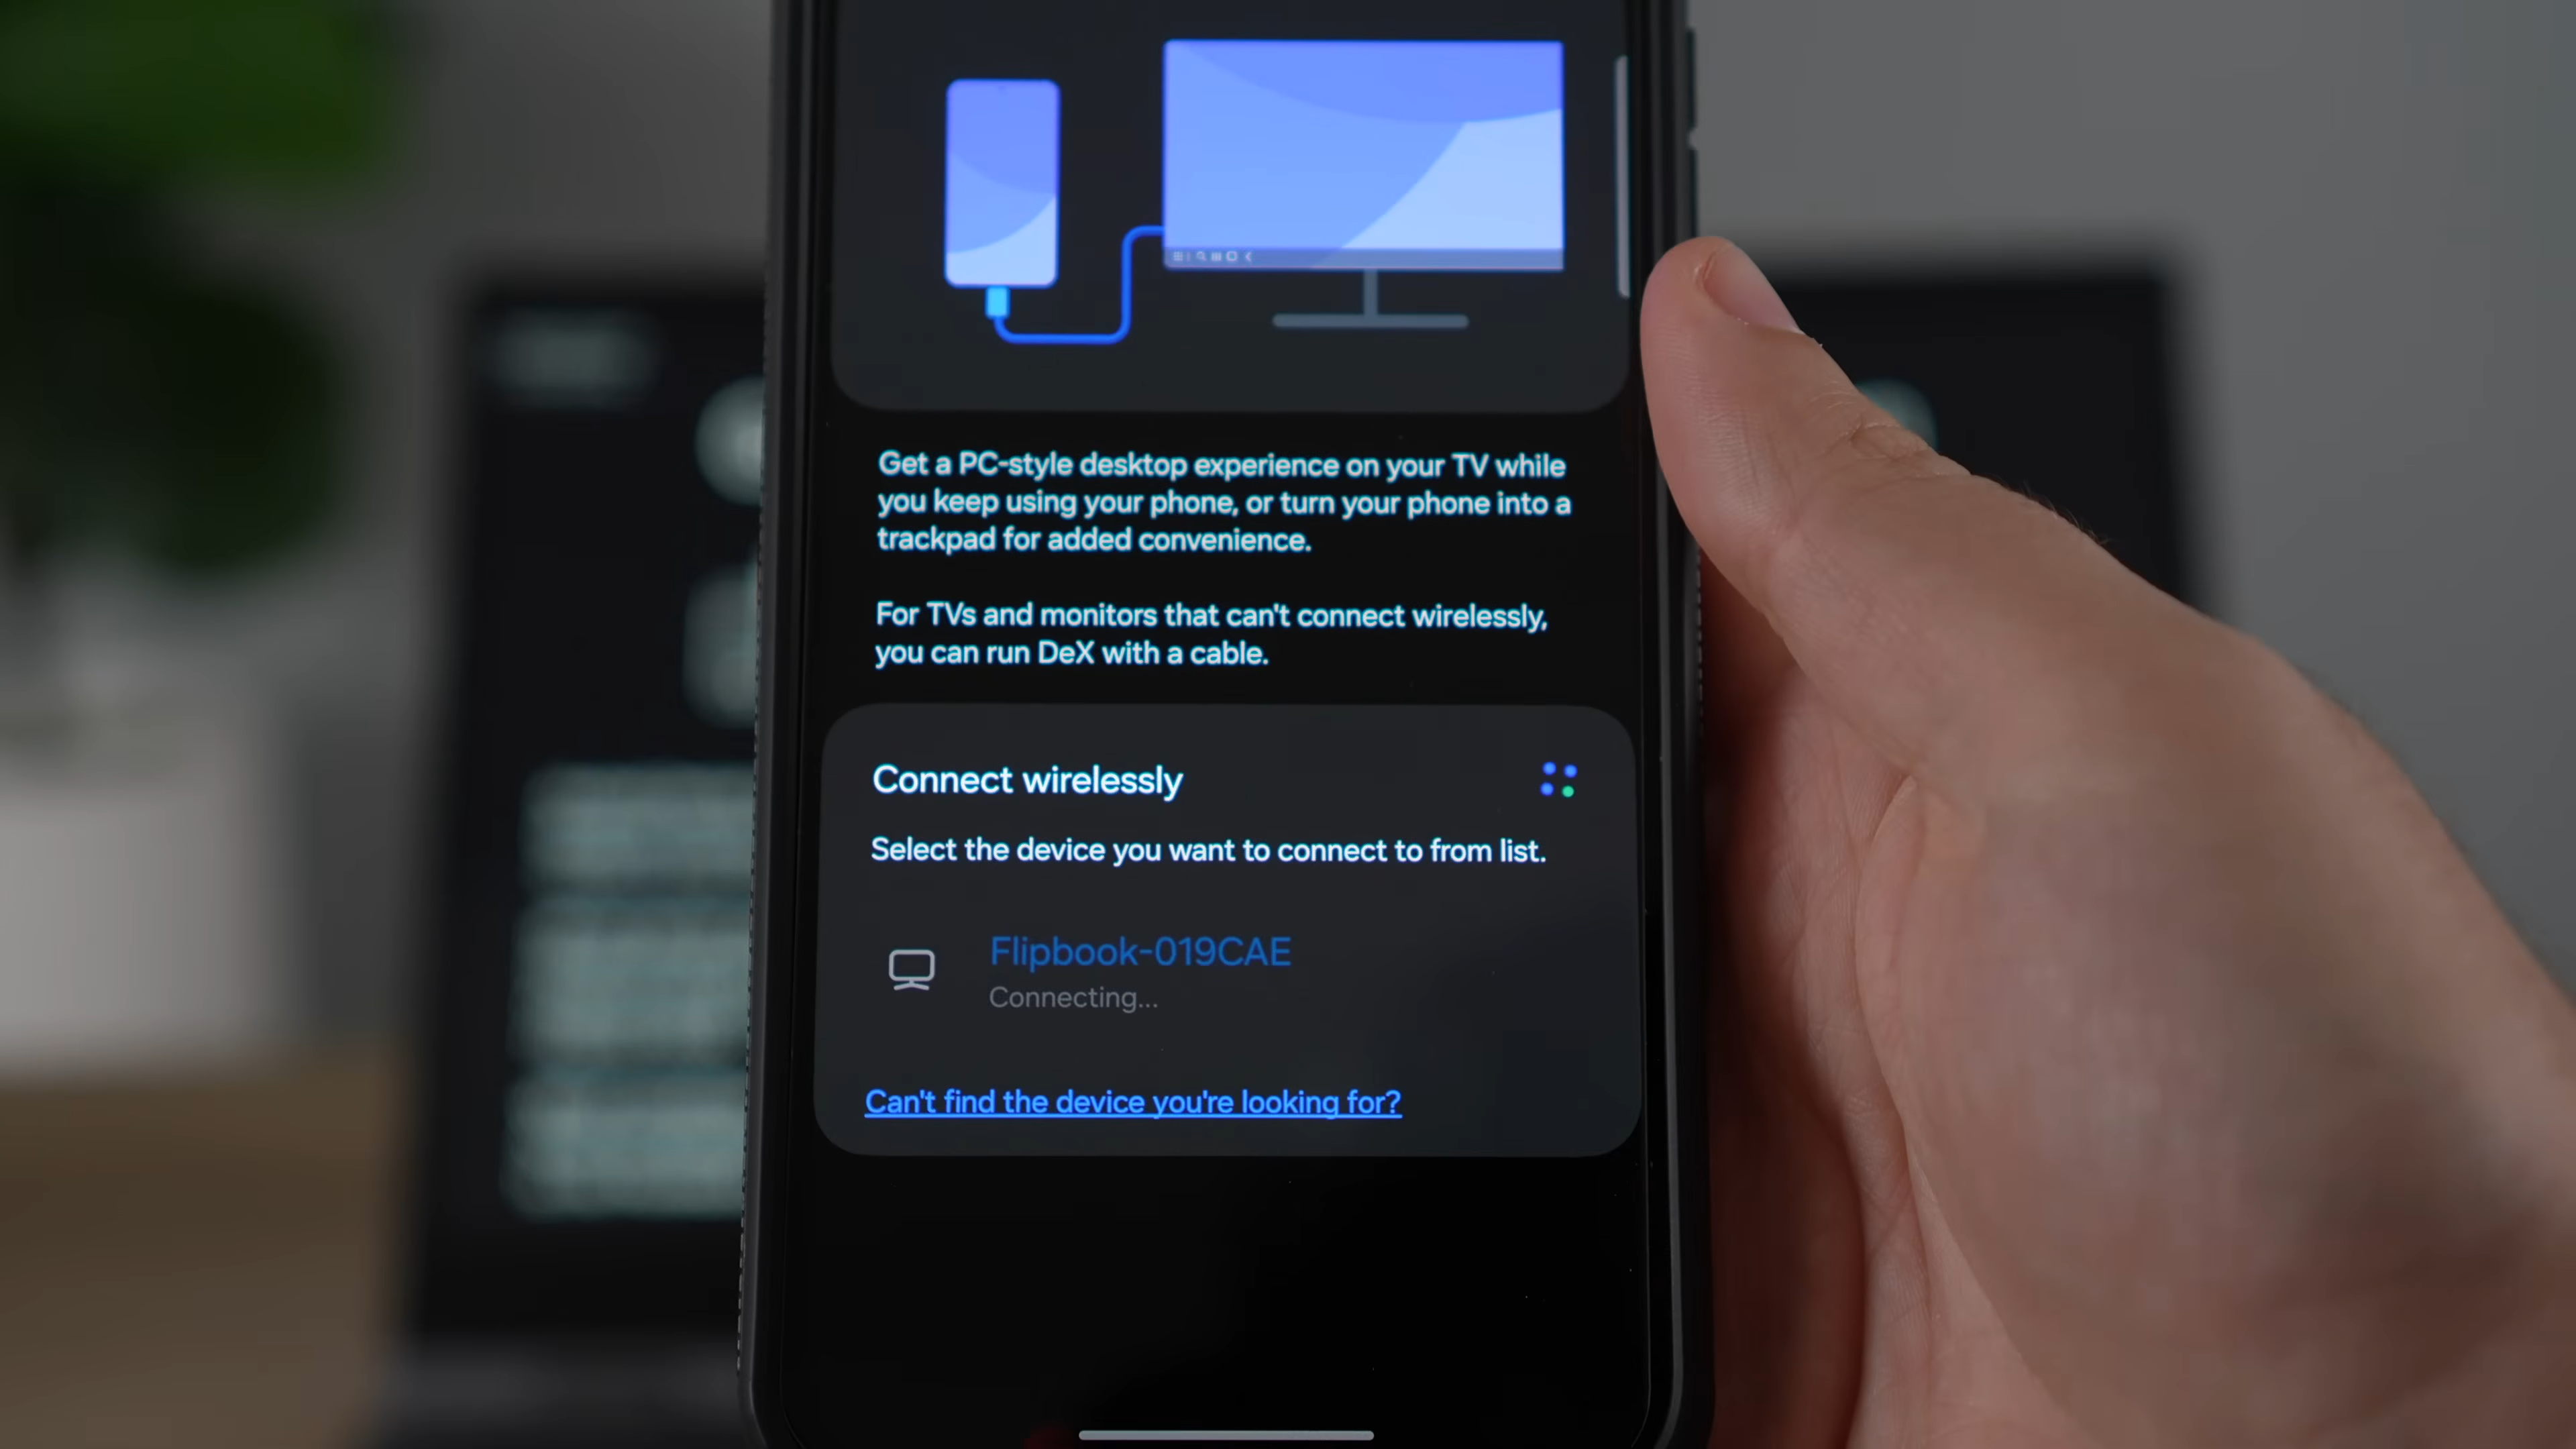 Get a PC-style desktop experience on your TV while
you keep using your phone, or turn your phone into a
trackpad for added convenience.
For TVs and monitors that can't connect wirelessly,
you can run DeX with a cable.
Connect wirelessly
Select the device you want to connect to from list.
Flipbook-019CAE
Connecting...
Can't find the device you're looking for?